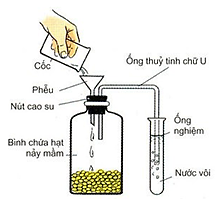 Cốc
Ống thuỷ tinh chữ U
Phễu
Nút cao su
Ống
nghiệm
Bình chứa hạt
nảy mầm
Nước vôi